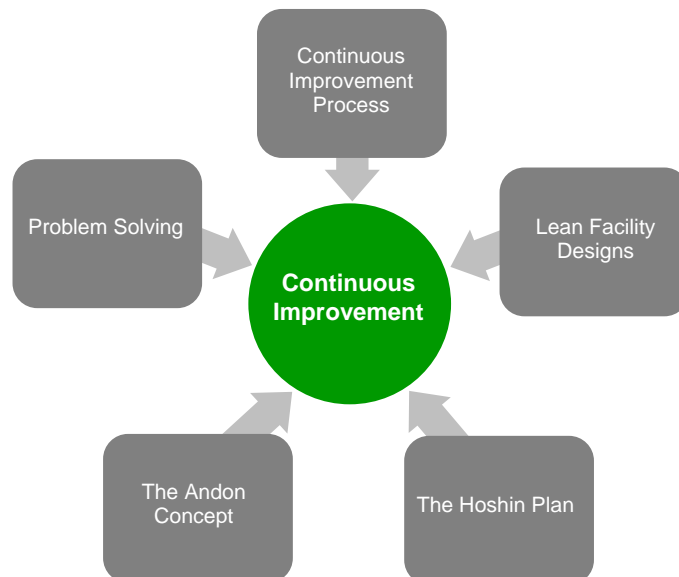 Continuous
Improvement
Process
Problem Solving
Lean Facility
Designs
Continuous
Improvement
The Andon
Concept
The Hoshin Plan